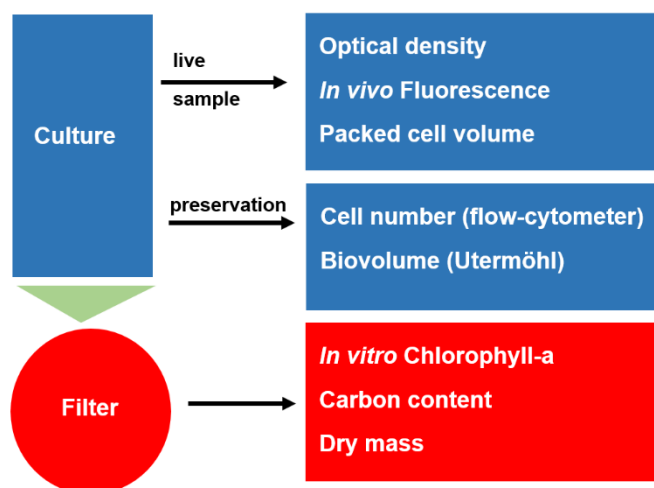 Culture
live
sample
Optical density
In vivo Fluorescence
Packed cell volume
preservation
Cell number (flow-cytometer)
Biovolume (Utermöhl)
Filter
In vitro Chlorophyll-a
Carbon content
Dry mass